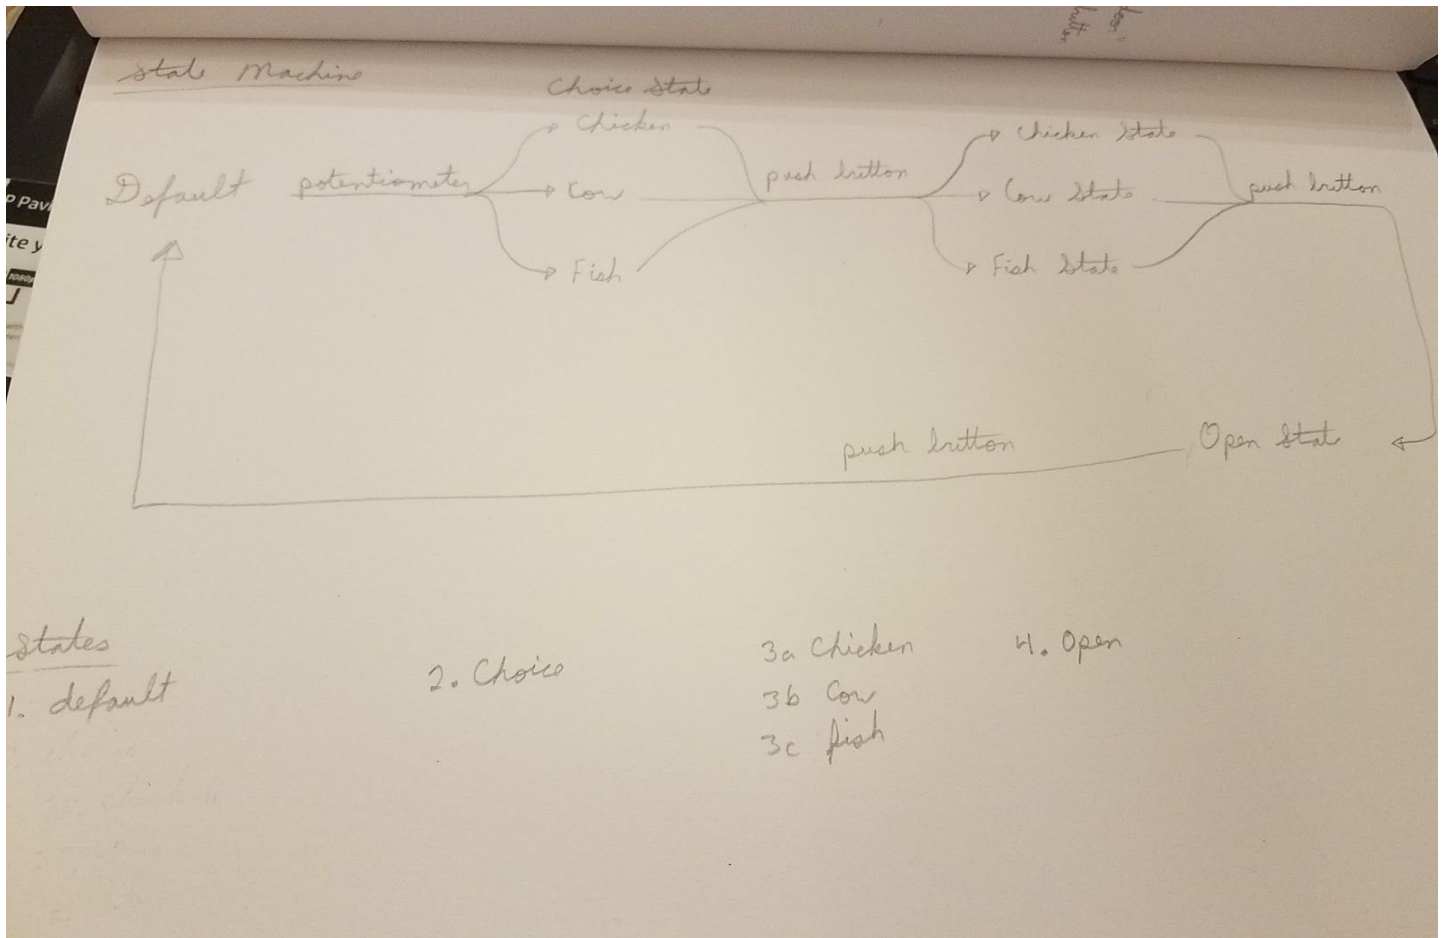 State Machine
Choice State
Default potentiometer
Chicken
Cow
Fish
push button
Chicken State
Cow State
Fish State
push button
Open State
push button
States
1. default
2. Choice
3a Chicken
3b Cow
3c fish
4. Open